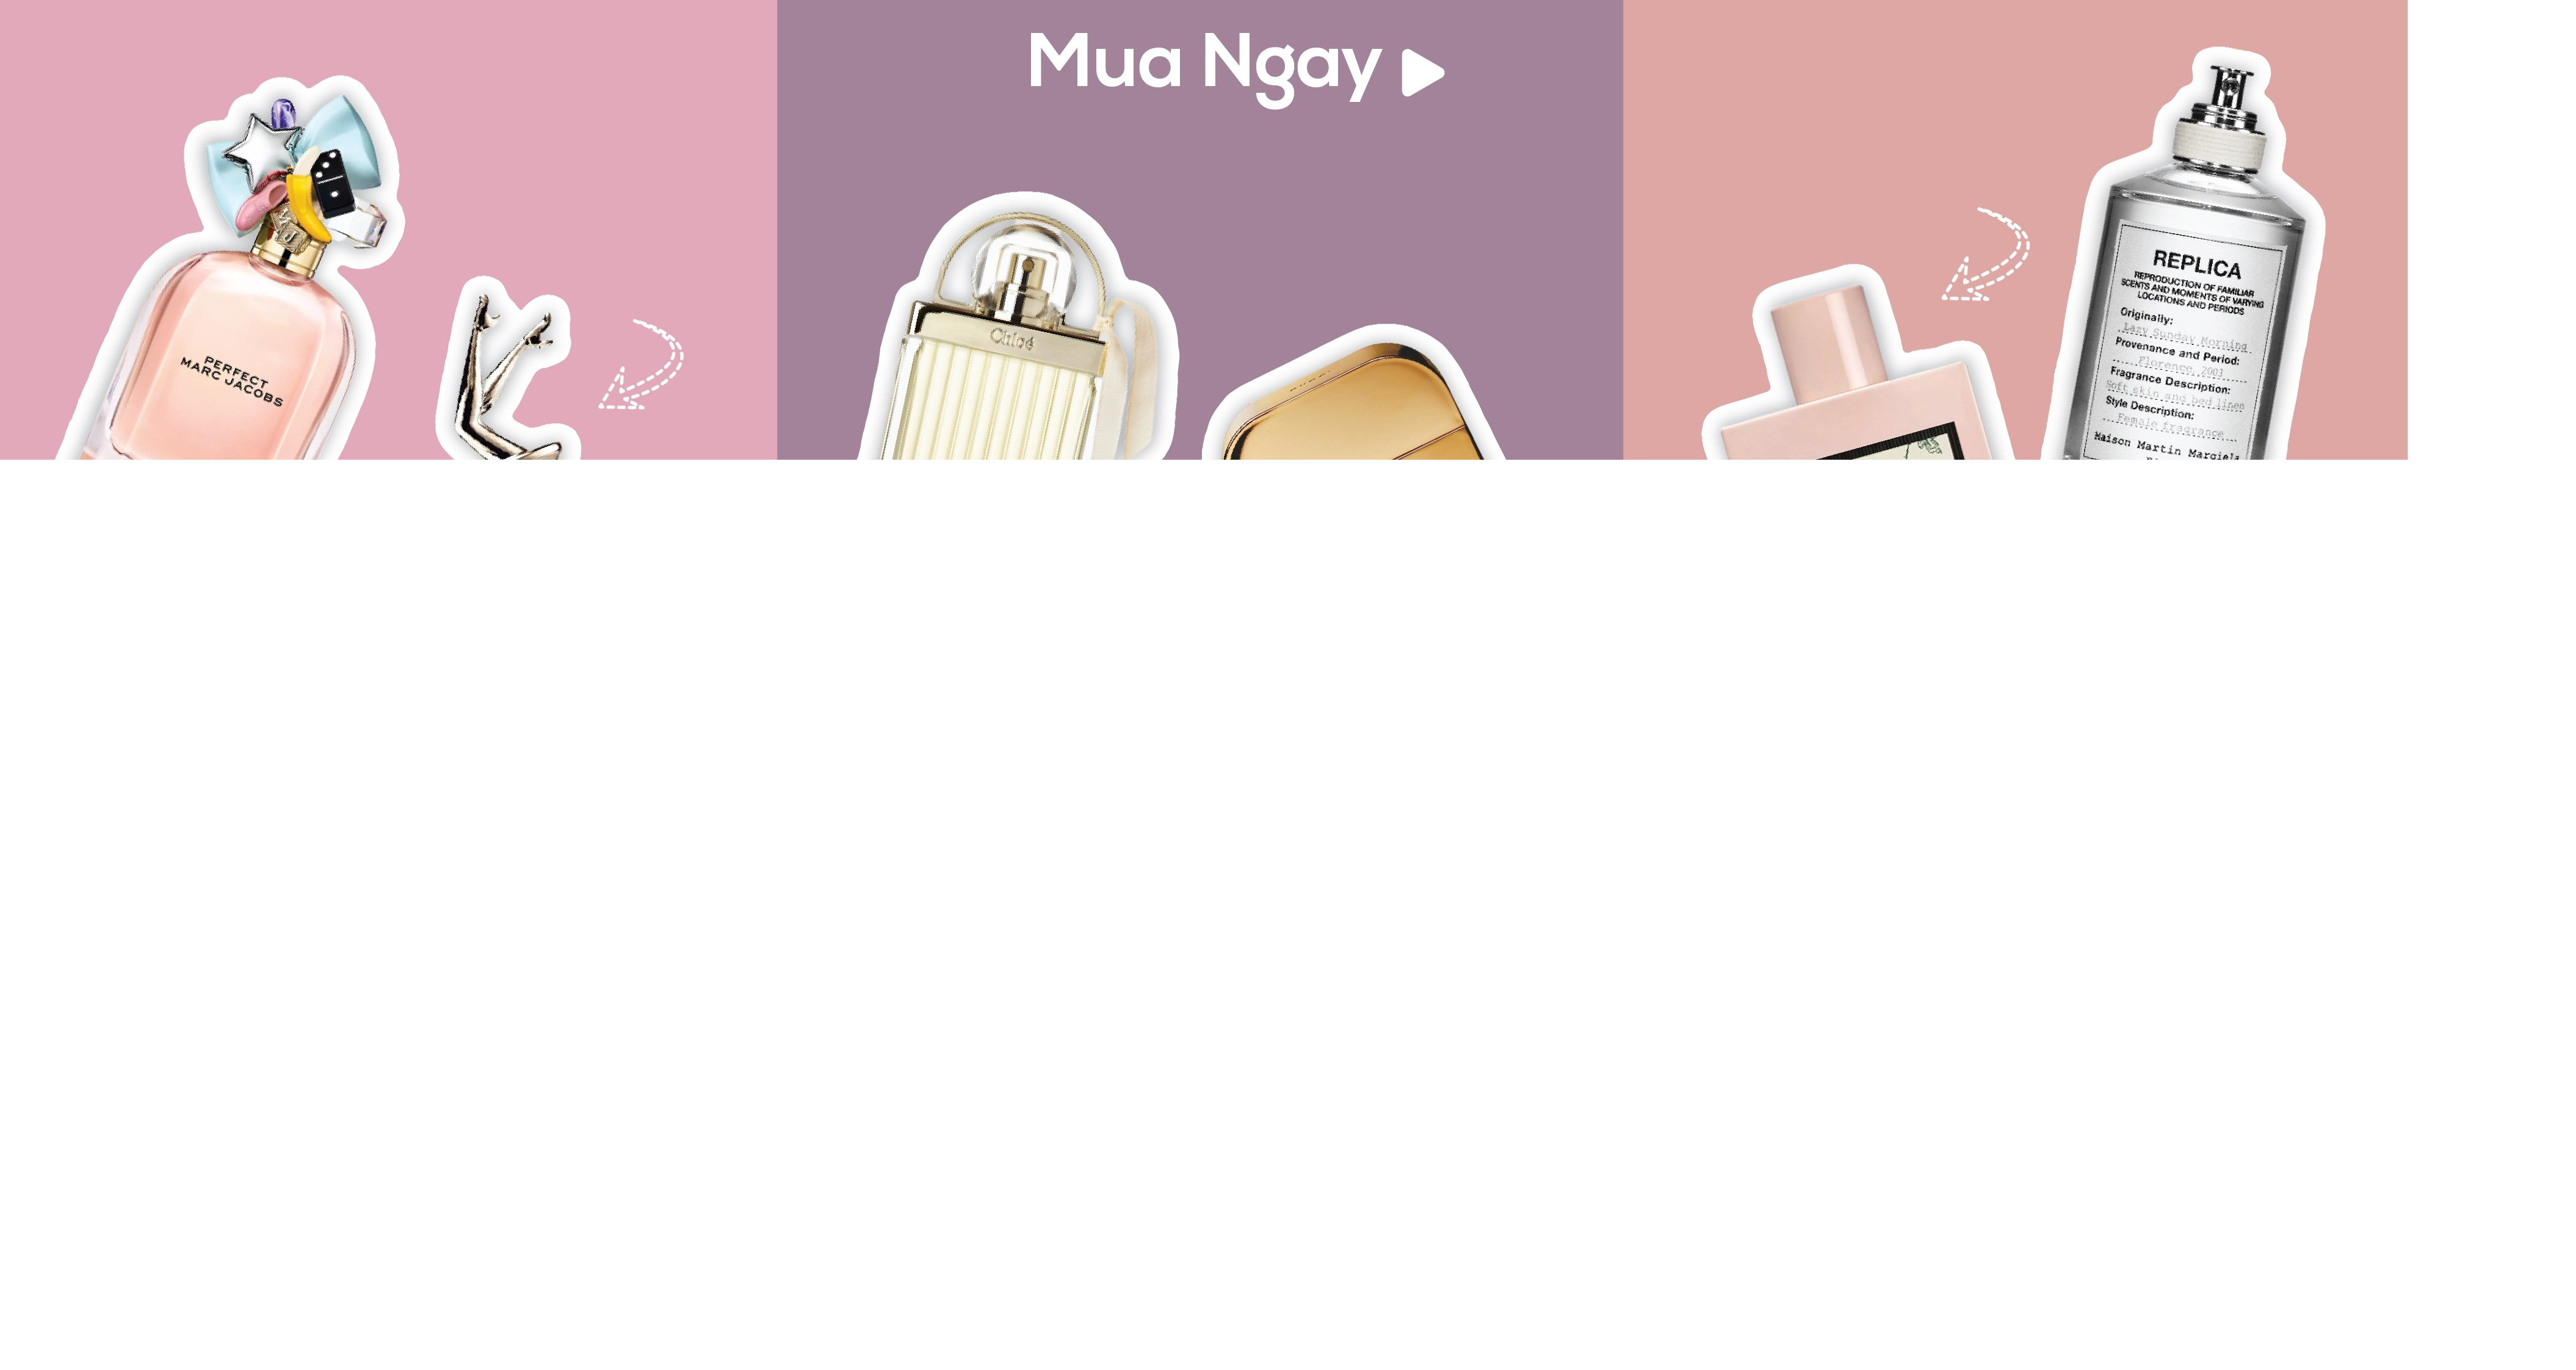 Mua Ngay
PERFECT
MARC JACOBS
Chloé
GUCCI
REPLICA
REPRODUCTION OF FAMILIAR
SCENTS AND MOMENTS OF VARYING
LOCATIONS AND PERIODS
Originally:
Lazy Sunday Morning
Provenance and Period:
Florence, 2003
Fragrance Description:
Soft skin and bed linen
Style Description:
Female fragrance
Maison Martin Margiela